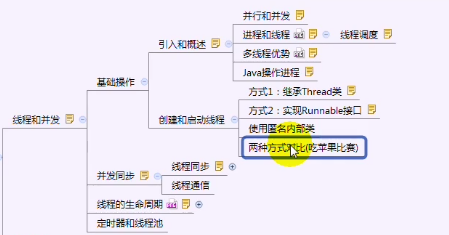 并行和并发
进程和线程
线程调度
引入和概述
多线程优势
Java操作进程
基础操作
方式1：继承Thread类
方式2：实现Runnable接口
创建和启动线程
使用匿名内部类
线程和并发
两种方式对比(吃苹果比赛)
线程同步
并发同步
线程通信
线程的生命周期
定时器和线程池